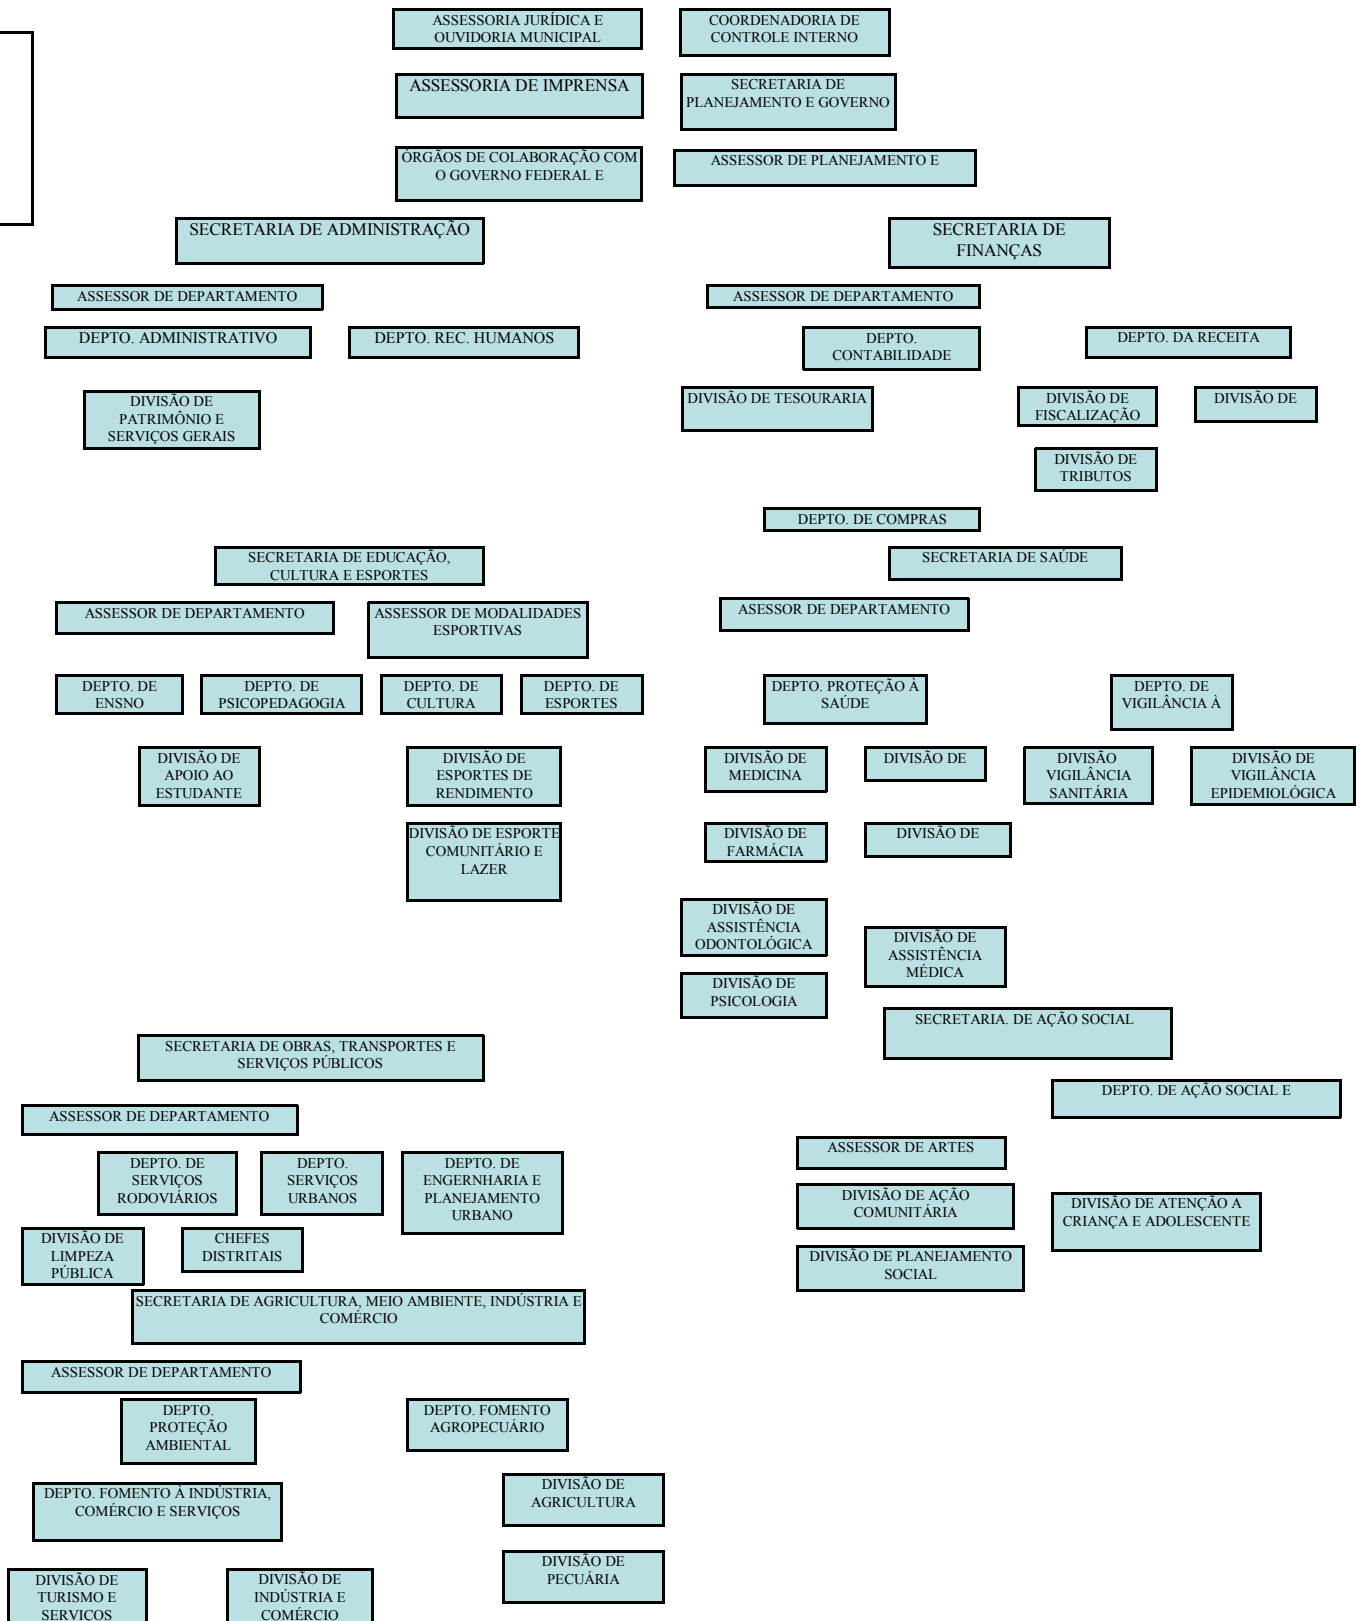 ASSESSORIA JURÍDICA E
OUVIDORIA MUNICIPAL
COORDENADORIA DE
CONTROLE INTERNO
ASSESSORIA DE IMPRENSA
SECRETARIA DE
PLANEJAMENTO E GOVERNO
ÓRGÃOS DE COLABORAÇÃO COM
O GOVERNO FEDERAL E
ASSESSOR DE PLANEJAMENTO E
SECRETARIA DE ADMINISTRAÇÃO
SECRETARIA DE
FINANÇAS
ASSESSOR DE DEPARTAMENTO
ASSESSOR DE DEPARTAMENTO
DEPTO. ADMINISTRATIVO
DEPTO. REC. HUMANOS
DEPTO.
CONTABILIDADE
DEPTO. DA RECEITA
DIVISÃO DE
PATRIMÔNIO E
SERVIÇOS GERAIS
DIVISÃO DE TESOURARIA
DIVISÃO DE
FISCALIZAÇÃO
DIVISÃO DE
DIVISÃO DE
TRIBUTOS
DEPTO. DE COMPRAS
SECRETARIA DE EDUCAÇÃO,
CULTURA E ESPORTES
SECRETARIA DE SAÚDE
ASSESSOR DE DEPARTAMENTO
ASSESSOR DE MODALIDADES
ESPORTIVAS
ASESSOR DE DEPARTAMENTO
DEPTO. DE
ENSNO
DEPTO. DE
PSICOPEDAGOGIA
DEPTO. DE
CULTURA
DEPTO. DE
ESPORTES
DEPTO. PROTEÇÃO À
SAÚDE
DEPTO. DE
VIGILÂNCIA À
DIVISÃO DE
APOIO AO
ESTUDANTE
DIVISÃO DE
ESPORTES DE
RENDIMENTO
DIVISÃO DE
MEDICINA
DIVISÃO DE
DIVISÃO
VIGILÂNCIA
SANITÁRIA
DIVISÃO DE
VIGILÂNCIA
EPIDEMIOLÓGICA
DIVISÃO DE ESPORTE
COMUNITÁRIO E
LAZER
DIVISÃO DE
FARMÁCIA
DIVISÃO DE
DIVISÃO DE
ASSISTÊNCIA
ODONTOLÓGICA
DIVISÃO DE
ASSISTÊNCIA
MÉDICA
DIVISÃO DE
PSICOLOGIA
SECRETARIA. DE AÇÃO SOCIAL
SECRETARIA DE OBRAS, TRANSPORTES E
SERVIÇOS PÚBLICOS
DEPTO. DE AÇÃO SOCIAL E
ASSESSOR DE DEPARTAMENTO
ASSESSOR DE ARTES
DEPTO. DE
SERVIÇOS
RODOVIÁRIOS
DEPTO.
SERVIÇOS
URBANOS
DEPTO. DE
ENGERNHARIA E
PLANEJAMENTO
URBANO
DIVISÃO DE AÇÃO
COMUNITÁRIA
DIVISÃO DE ATENÇÃO A
CRIANÇA E ADOLESCENTE
DIVISÃO DE
LIMPEZA
PÚBLICA
CHEFES
DISTRITAIS
DIVISÃO DE PLANEJAMENTO
SOCIAL
SECRETARIA DE AGRICULTURA, MEIO AMBIENTE, INDÚSTRIA E
COMÉRCIO
ASSESSOR DE DEPARTAMENTO
DEPTO.
PROTEÇÃO
AMBIENTAL
DEPTO. FOMENTO
AGROPECUÁRIO
DEPTO. FOMENTO À INDÚSTRIA,
COMÉRCIO E SERVIÇOS
DIVISÃO DE
AGRICULTURA
DIVISÃO DE
PECUÁRIA
DIVISÃO DE
TURISMO E
SERVIÇOS
DIVISÃO DE
INDÚSTRIA E
COMÉRCIO